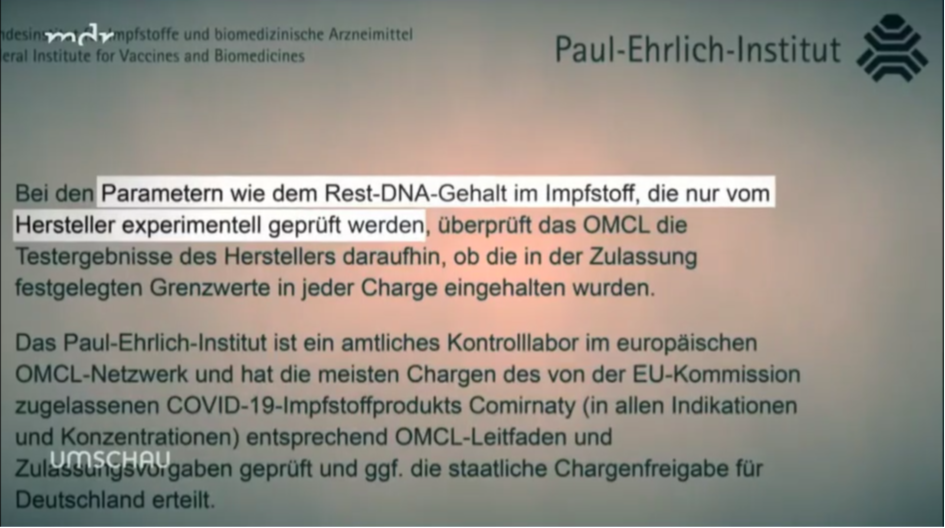 mdr
mpfstoffe und biomedizinische Arzneimittel
eral Institute for Vaccines and Biomedicines
Paul-Ehrlich-Institut
Bei den Parametern wie dem Rest-DNA-Gehalt im Impfstoff, die nur vom
Hersteller experimentell geprüft werden, überprüft das OMCL die
Testergebnisse des Herstellers daraufhin, ob die in der Zulassung
festgelegten Grenzwerte in jeder Charge eingehalten wurden.
Das Paul-Ehrlich-Institut ist ein amtliches Kontrolllabor im europäischen
OMCL-Netzwerk und hat die meisten Chargen des von der EU-Kommission
zugelassenen COVID-19-Impfstoffprodukts Comirnaty (in allen Indikationen
und Konzentrationen) entsprechend OMCL-Leitfaden und
Zulassungsvorgaben geprüft und ggf. die staatliche Chargenfreigabe für
UMSCHAU
Deutschland erteilt.